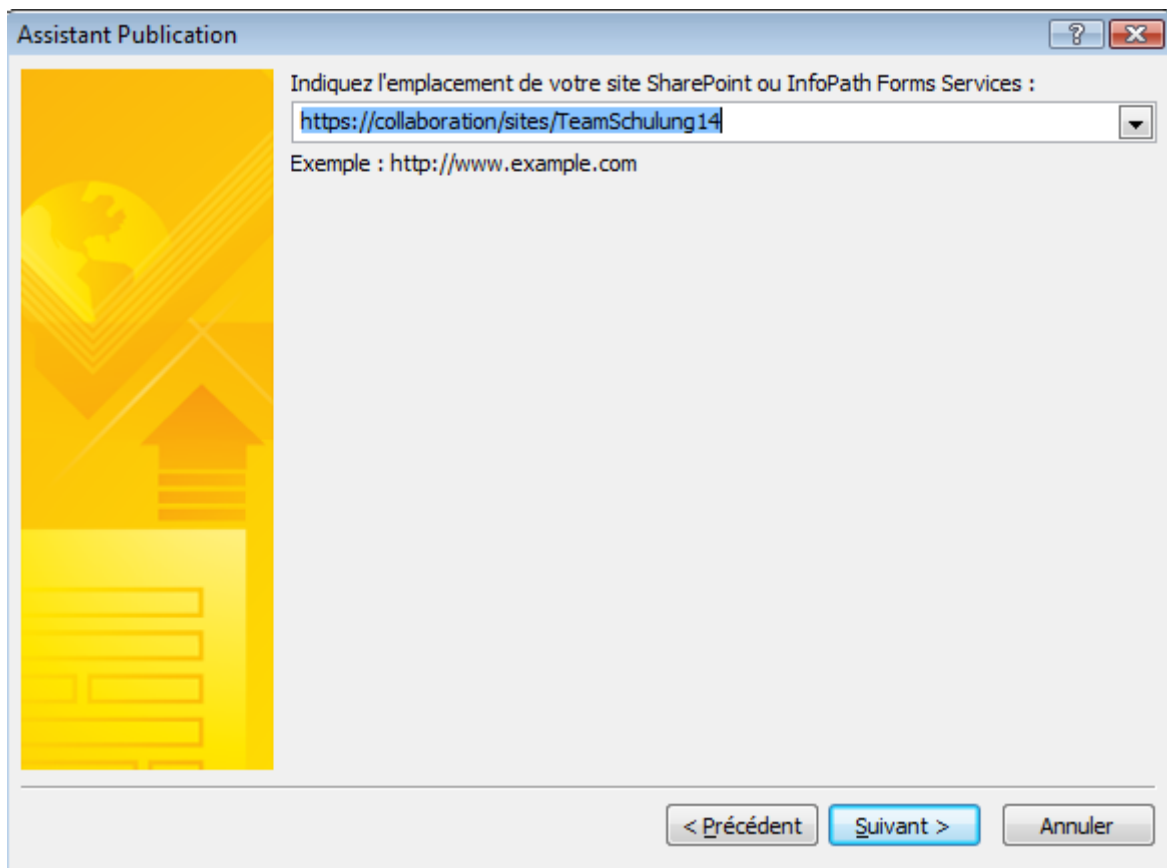 Assistant Publication
Indiquez l'emplacement de votre site SharePoint ou InfoPath Forms Services :
https://collaboration/sites/TeamSchulung14
Exemple : http://www.example.com
< Précédent
Suivant >
Annuler